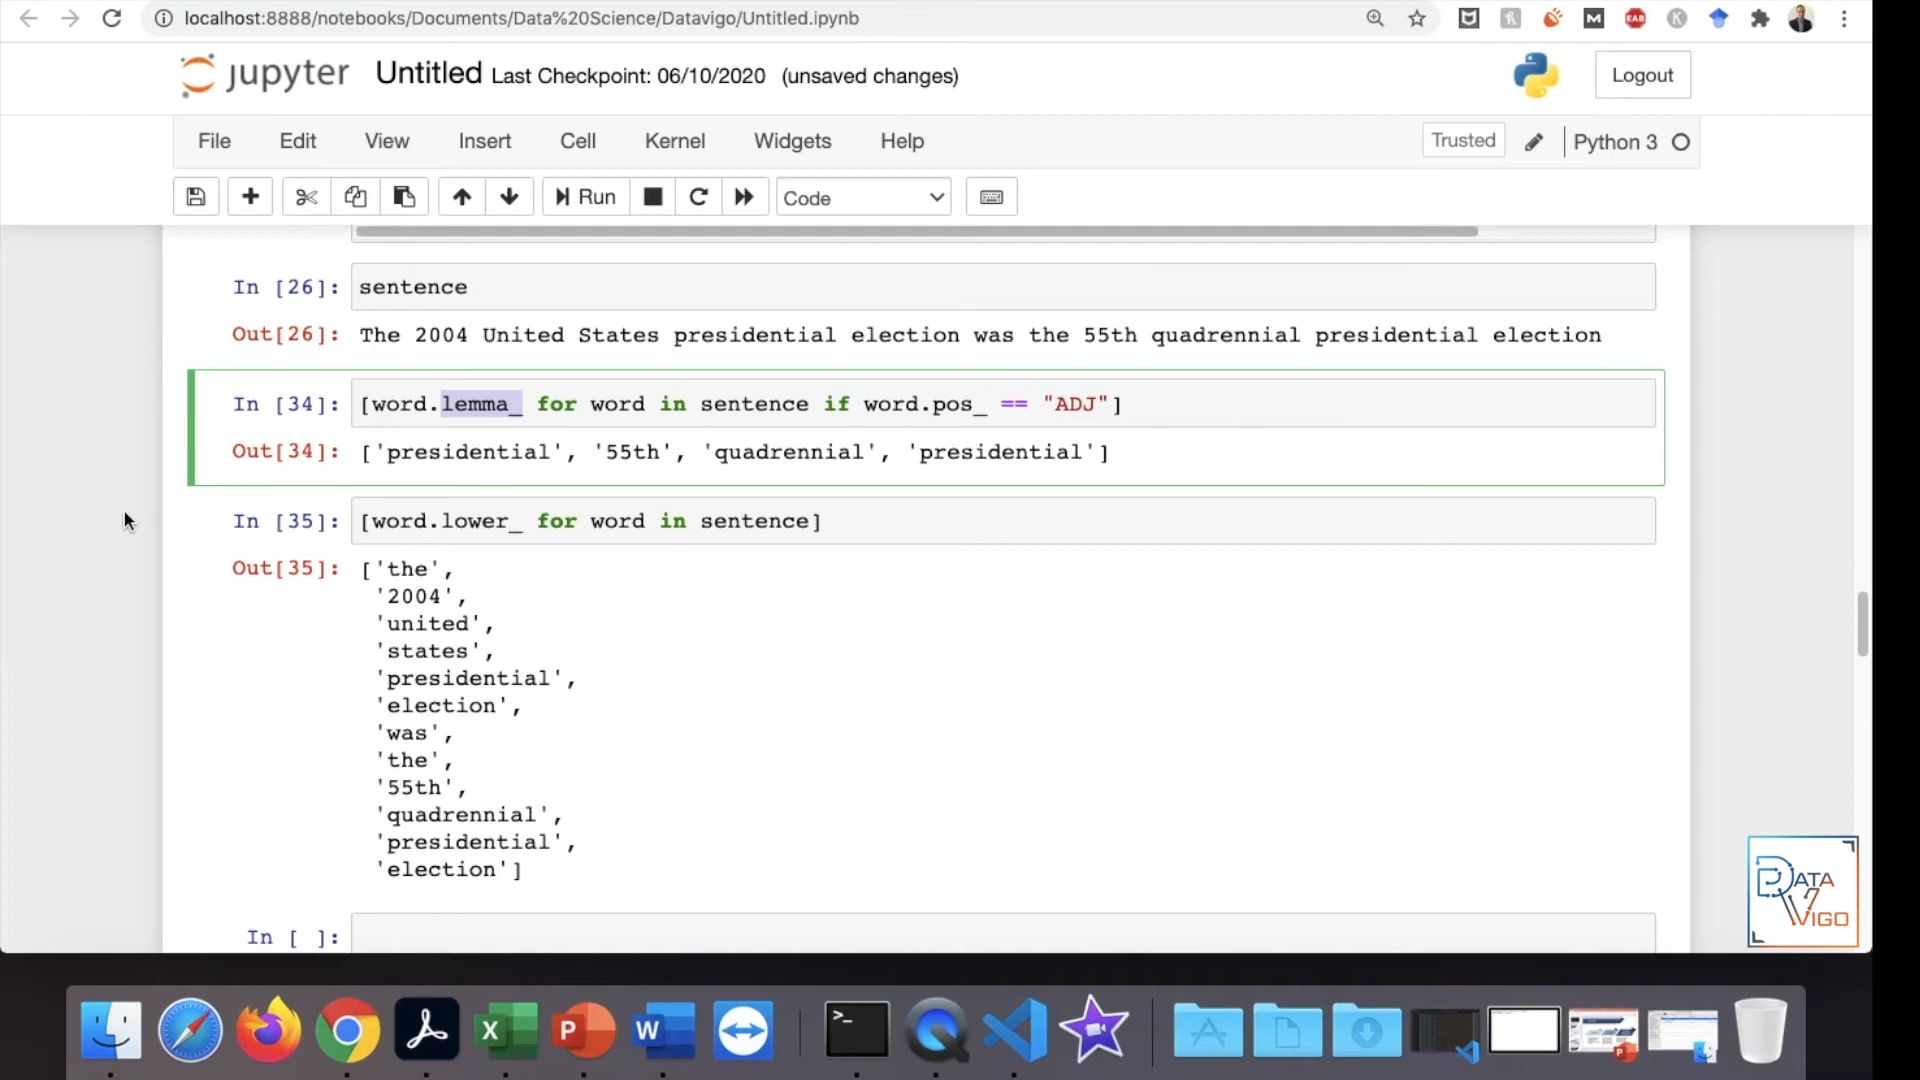 localhost:8888/notebooks/Documents/Data%20Science/Datavigo/Untitled.ipynb
jupyter Untitled Last Checkpoint: 06/10/2020 (unsaved changes)
Logout
File Edit View Insert Cell Kernel Widgets Help
Trusted
Python 3
Run
Code
In [26]: sentence
Out[26]: The 2004 United States presidential election was the 55th quadrennial presidential election
In [34]: [word.lemma_ for word in sentence if word.pos_ == "ADJ"]
Out[34]: ['presidential', '55th', 'quadrennial', 'presidential']
In [35]: [word.lower_ for word in sentence]
Out[35]: ['the',
'2004',
'united',
'states',
'presidential',
'election',
'was',
'the',
'55th',
'quadrennial',
'presidential',
'election']
In [ ]:
DATA
VIGO